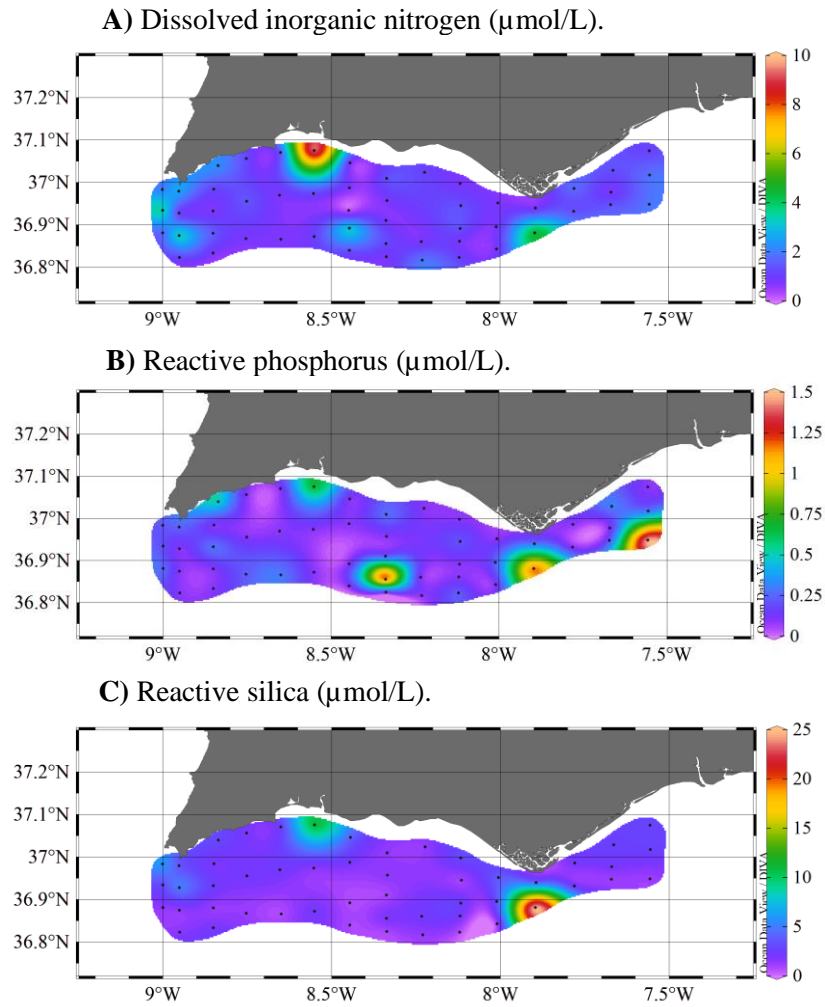 A) Dissolved inorganic nitrogen (µmol/L).
37.2°N
37.1°N
37°N
36.9°N
36.8°N
9°W
8.5°W
8°W
7.5°W
10
8
6
4
2
0
Ocean Data View / DIVA
B) Reactive phosphorus (µmol/L).
37.2°N
37.1°N
37°N
36.9°N
36.8°N
9°W
8.5°W
8°W
7.5°W
1.5
1.25
1
0.75
0.5
0.25
0
Ocean Data View / DIVA
C) Reactive silica (µmol/L).
37.2°N
37.1°N
37°N
36.9°N
36.8°N
9°W
8.5°W
8°W
7.5°W
25
20
15
10
5
0
Ocean Data View / DIVA